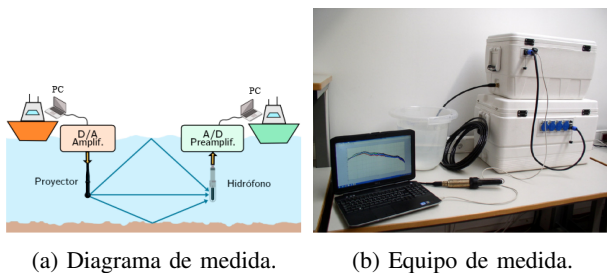 PC
PC
D/A
Amplif.
A/D
Preamplif.
Proyector
Hidrófono
(a) Diagrama de medida.
(b) Equipo de medida.